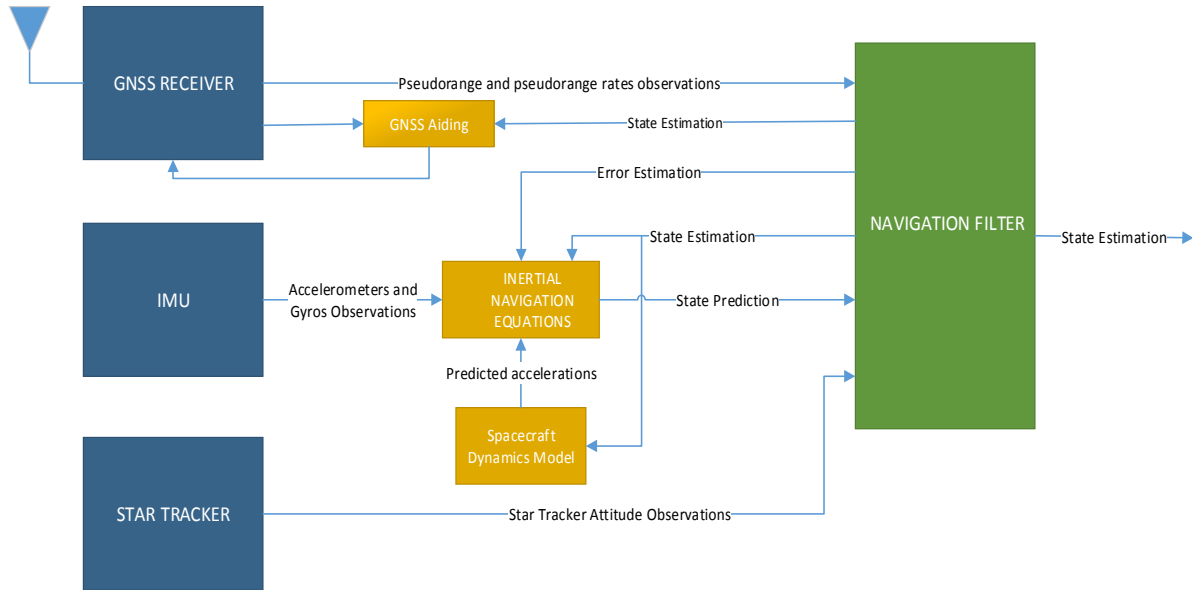 GNSS RECEIVER
Pseudorange and pseudorange rates observations
GNSS Aiding
State Estimation
Error Estimation
NAVIGATION FILTER
State Estimation
State Estimation
IMU
Accelerometers and
Gyros Observations
INERTIAL
NAVIGATION
EQUATIONS
State Prediction
Predicted accelerations
Spacecraft
Dynamics Model
STAR TRACKER
Star Tracker Attitude Observations